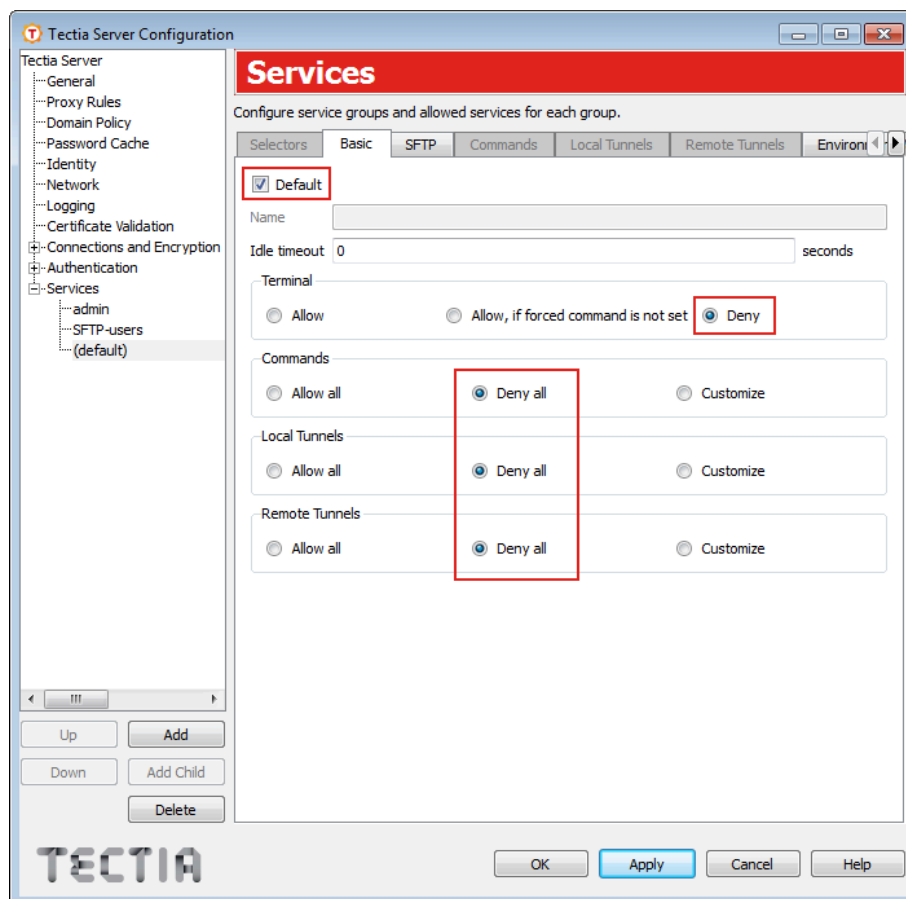 Tectia Server Configuration
Tectia Server
General
Proxy Rules
Domain Policy
Password Cache
Identity
Network
Logging
Certificate Validation
Connections and Encryption
Authentication
Services
admin
SFTP-users
(default)
Up Add
Down Add Child
Delete
Services
Configure service groups and allowed services for each group.
Selectors Basic SFTP Commands Local Tunnels Remote Tunnels
Default
Name
Idle timeout 0 seconds
Terminal
Allow Allow, if forced command is not set Deny
Commands
Allow all Deny all Customize
Local Tunnels
Allow all Deny all Customize
Remote Tunnels
Allow all Deny all Customize
TECTIA
OK Apply Cancel Help